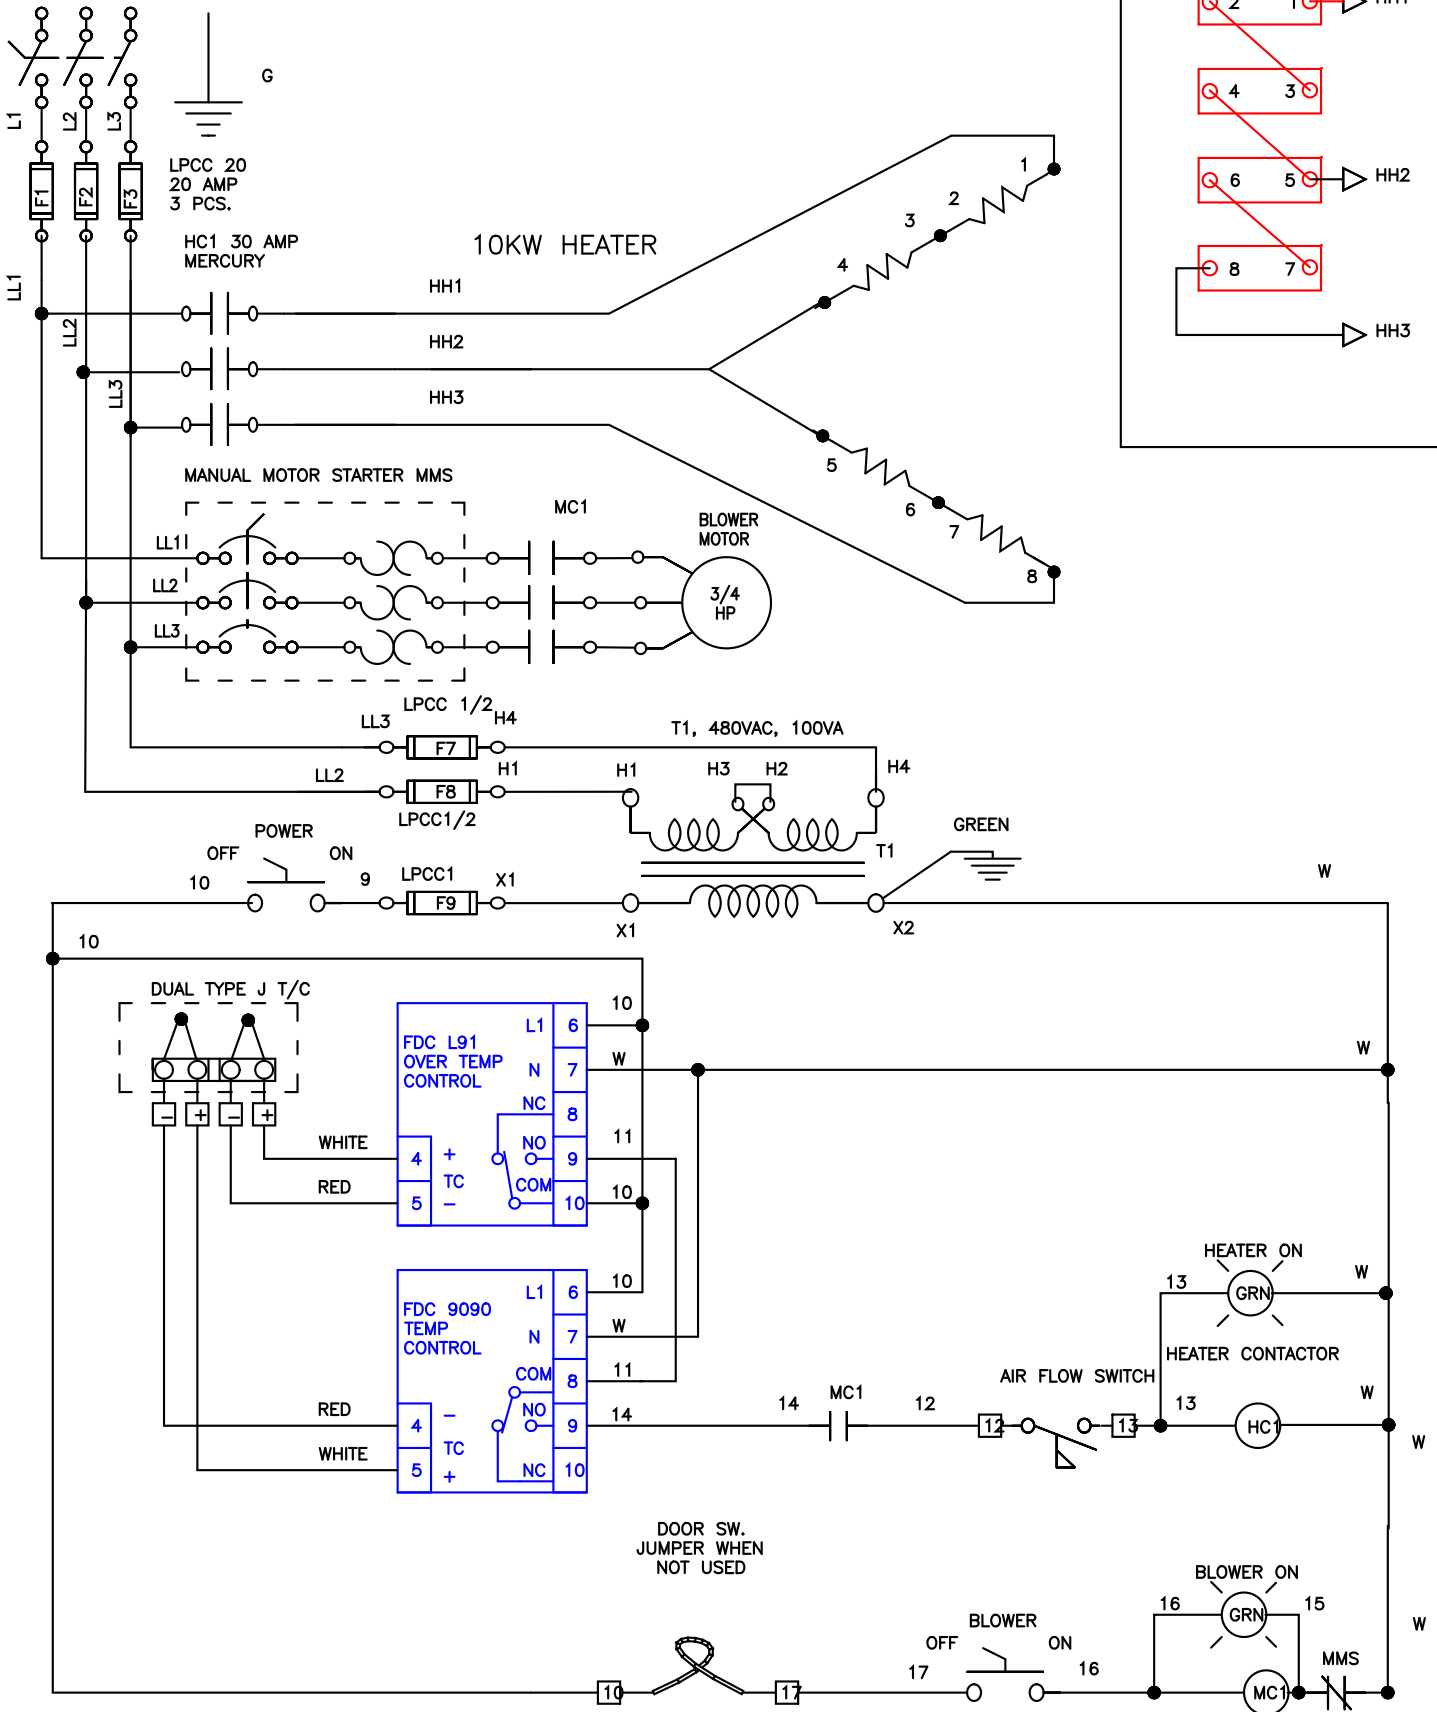 2
1
HH1
G
L1
L2
L3
4
3
LPCC 20
20 AMP
3 PCS.
F1
F2
F3
1
2
3
4
6
5
HH2
HC1 30 AMP
MERCURY
10KW HEATER
8
7
HH3
LL1
LL2
LL3
HH1
HH2
HH3
5
6
7
8
MANUAL MOTOR STARTER MMS
MC1
BLOWER
MOTOR
LL1
LL2
LL3
3/4
HP
LPCC 1/2
LL3
H4
F7
T1, 480VAC, 100VA
LL2
H1
F8
LPCC1/2
H1
H3
H2
H4
T1
POWER
OFF
ON
10
9
LPCC1
X1
F9
X1
X2
GREEN
W
10
DUAL TYPE J T/C
-
+
-
+
FDC L91
OVER TEMP
CONTROL
L1
6
10
N
7
W
W
NC
8
NO
9
11
COM
10
10
WHITE
4
+
TC
RED
5
-
FDC 9090
TEMP
CONTROL
L1
6
10
N
7
W
COM
8
11
NO
9
14
NC
10
RED
4
-
TC
WHITE
5
+
14
MC1
12
12
AIR FLOW SWITCH
13
HEATER ON
13
GRN
W
HEATER CONTACTOR
13
HC1
W
W
DOOR SW.
JUMPER WHEN
NOT USED
10
17
17
BLOWER
OFF
ON
16
BLOWER ON
16
GRN
15
W
MC1
MMS